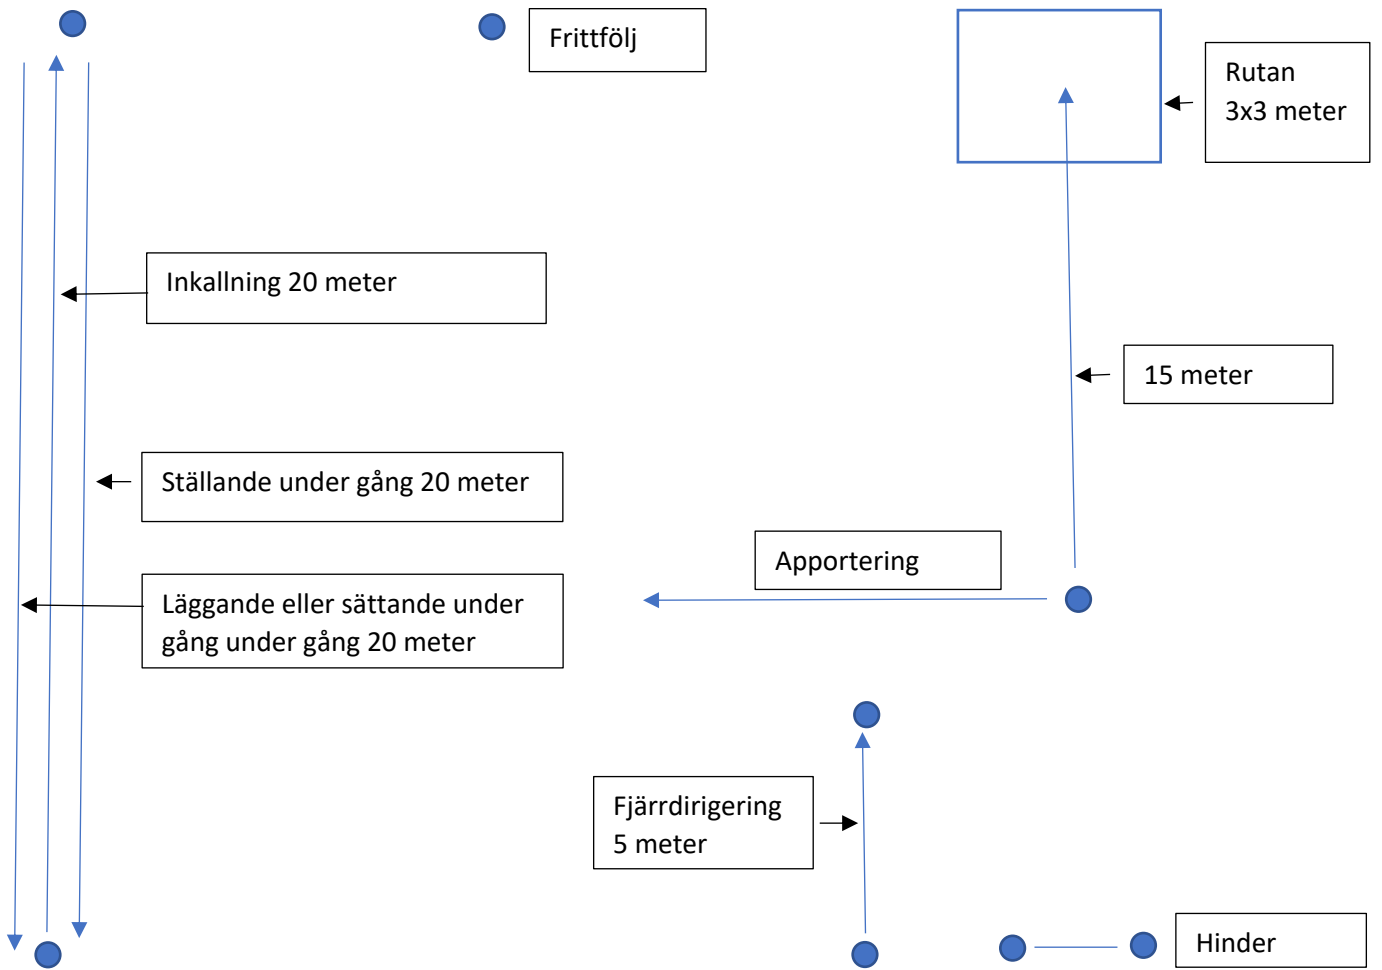 Frittfölj
Rutan
3x3 meter
Inkallning 20 meter
15 meter
Ställande under gång 20 meter
Apportering
Läggande eller sättande under
gång under gång 20 meter
Fjärrdirigering
5 meter
Hinder